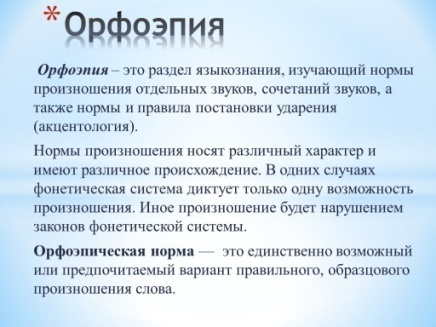 * Орфоэпия
Орфоэпия – это раздел языкознания, изучающий нормы
произношения отдельных звуков, сочетаний звуков, а
также нормы и правила постановки ударения
(акцентология).
Нормы произношения носят различный характер и
имеют различное происхождение. В одних случаях
фонетическая система диктует только одну возможность
произношения. Иное произношение будет нарушением
законов фонетической системы.
Орфоэпическая норма — это единственно возможный
или предпочитаемый вариант правильного, образцового
произношения слова.